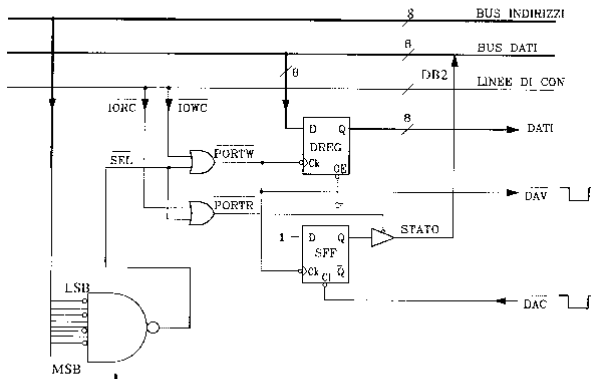 8 BUS INDIRIZZI
8 BUS DATI
DB2
8
LINEE DI CON
IORC IOWC
D Q 8 DATI
DREG
SEL PORTW Ck OE
DAV
PORTR
1 D Q STATO
SFF
Ck Q
Cl
LSB
DAC
MSB